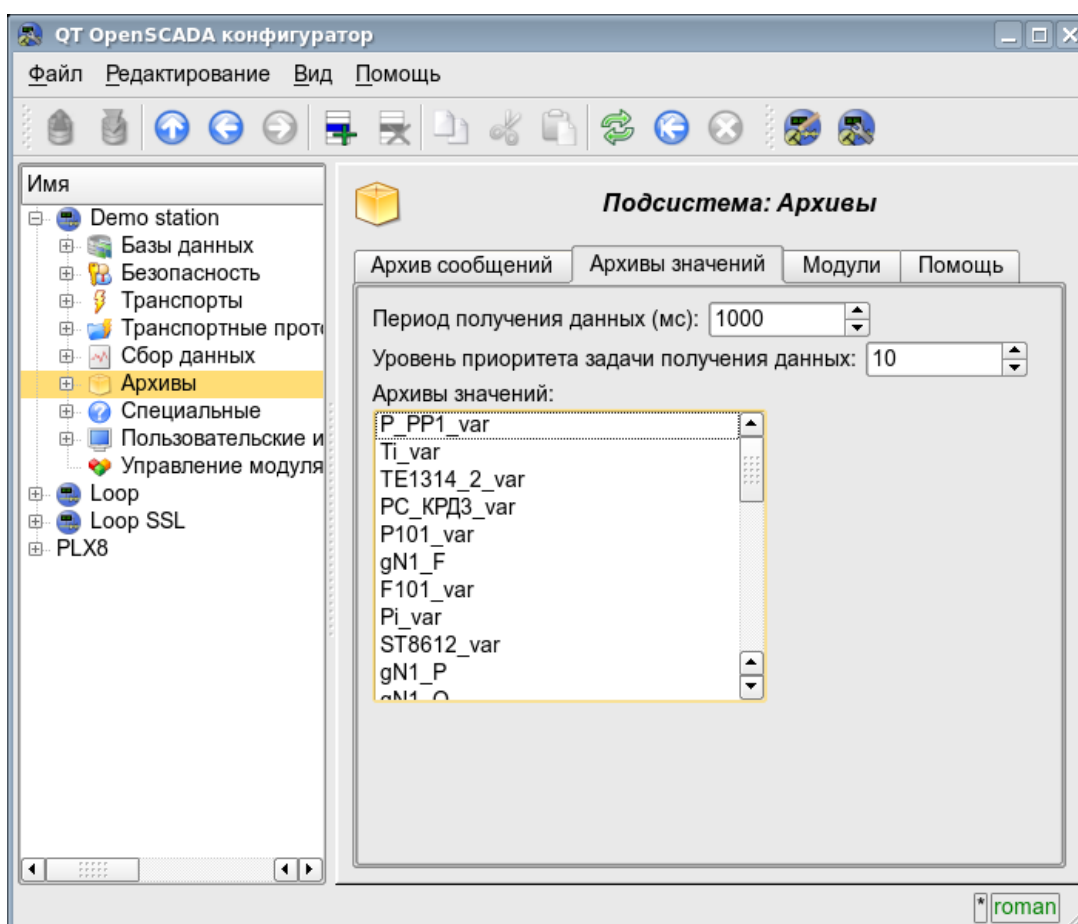 QT OpenSCADA конфигуратор
Файл Редактирование Вид Помощь
Имя
Demo station
Базы данных
Безопасность
Транспорты
Транспортные прот
Сбор данных
Архивы
Специальные
Пользовательские и
Управление модуля
Loop
Loop SSL
PLX8
Подсистема: Архивы
Архив сообщений Архивы значений Модули Помощь
Период получения данных (мс): 1000
Уровень приоритета задачи получения данных: 10
Архивы значений:
P_PP1_var
Ti_var
TE1314_2_var
PC_КРД3_var
P101_var
gN1_F
F101_var
Pi_var
ST8612_var
gN1_P
* roman